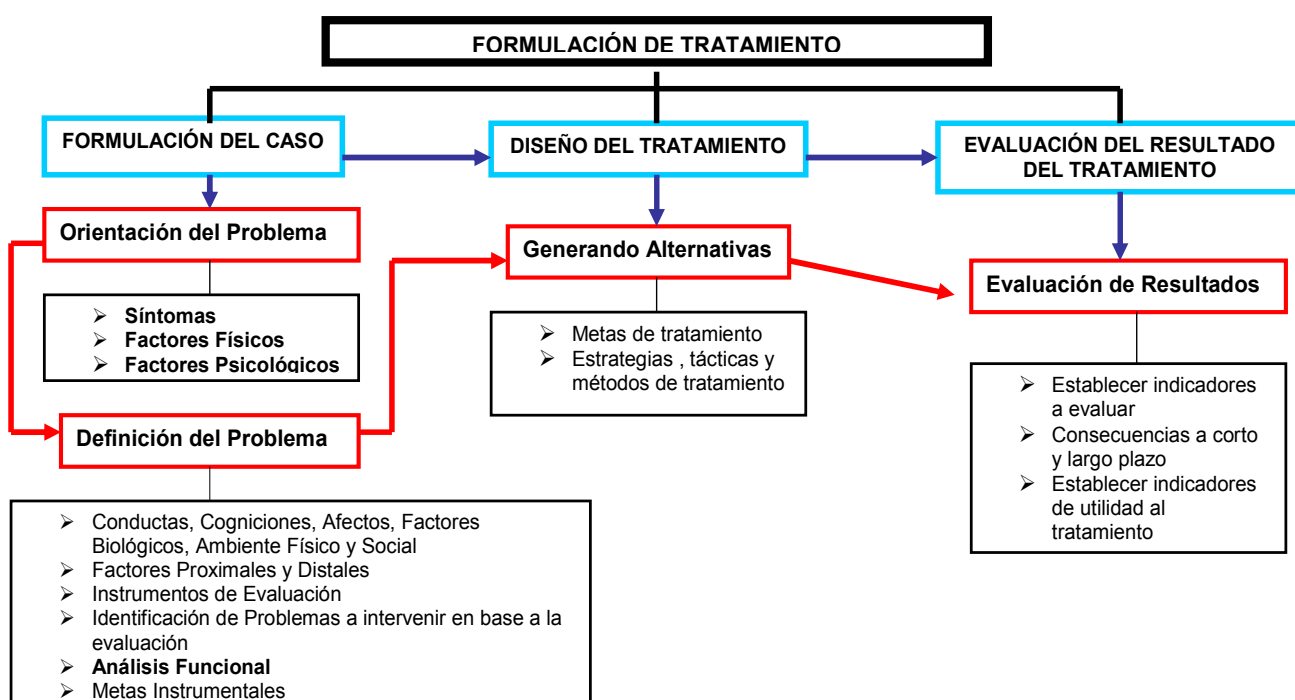 FORMULACIÓN DE TRATAMIENTO
FORMULACIÓN DEL CASO
DISEÑO DEL TRATAMIENTO
EVALUACIÓN DEL RESULTADO
DEL TRATAMIENTO
Orientación del Problema
➢ Síntomas
➢ Factores Físicos
➢ Factores Psicológicos
Definición del Problema
➢ Conductas, Cogniciones, Afectos, Factores
Biológicos, Ambiente Físico y Social
➢ Factores Proximales y Distales
➢ Instrumentos de Evaluación
➢ Identificación de Problemas a intervenir en base a la
evaluación
➢ Análisis Funcional
➢ Metas Instrumentales
Generando Alternativas
➢ Metas de tratamiento
➢ Estrategias , tácticas y
métodos de tratamiento
Evaluación de Resultados
➢ Establecer indicadores
a evaluar
➢ Consecuencias a corto
y largo plazo
➢ Establecer indicadores
de utilidad al
tratamiento